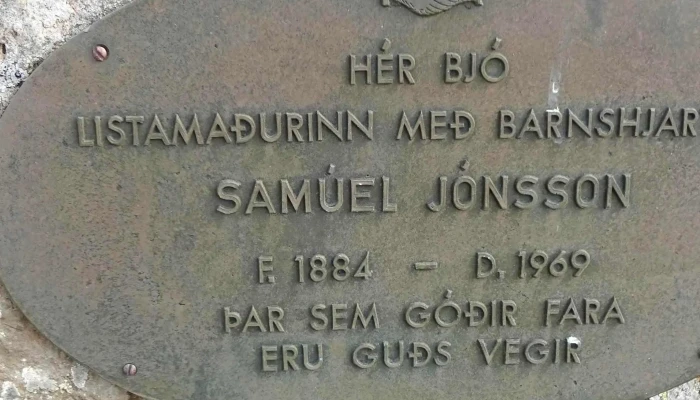 HÉR BJÓ
LISTAMAÐURINN MEÐ BARNSHJAR
SAMÚEL JÓNSSON
F. 1884 – D. 1969
ÞAR SEM GÓÐIR FARA
ERU GUÐS VEGIR